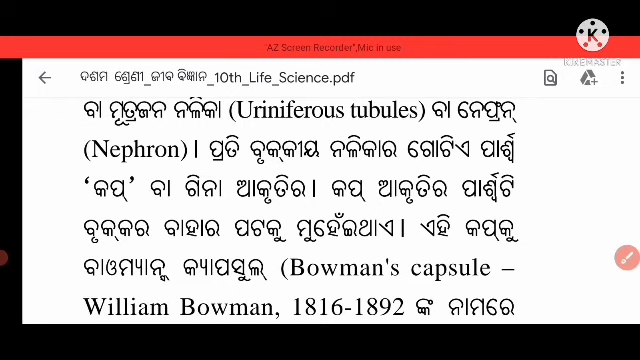 "AZ Screen Recorder",Mic in use
KINEMASTER
ଦଶମ ଶ୍ରେଣୀ_ଜୀବ ବିଜ୍ଞାନ_10th_Life_Science.pdf
ବା ମୂତ୍ରଜନ ନଳିକା (Uriniferous tubules) ବା ନେଫ୍ରନ୍
(Nephron)। ପ୍ରତି ବୃକ୍‌କୀୟ ନଳିକାର ଗୋଟିଏ ପାର୍ଶ୍ୱ
‘କପ୍’ ବା ଗିନା ଆକୃତିର। କପ୍ ଆକୃତିର ପାର୍ଶ୍ୱଟି
ବୃକ୍‌କର ବାହାର ପଟକୁ ମୁହେଁଇଥାଏ। ଏହି କପ୍‌କୁ
ବାଓମ୍ୟାନ୍ସ କ୍ୟାପସୁଲ୍ (Bowman's capsule –
William Bowman, 1816-1892 ଙ୍କ ନାମରେ